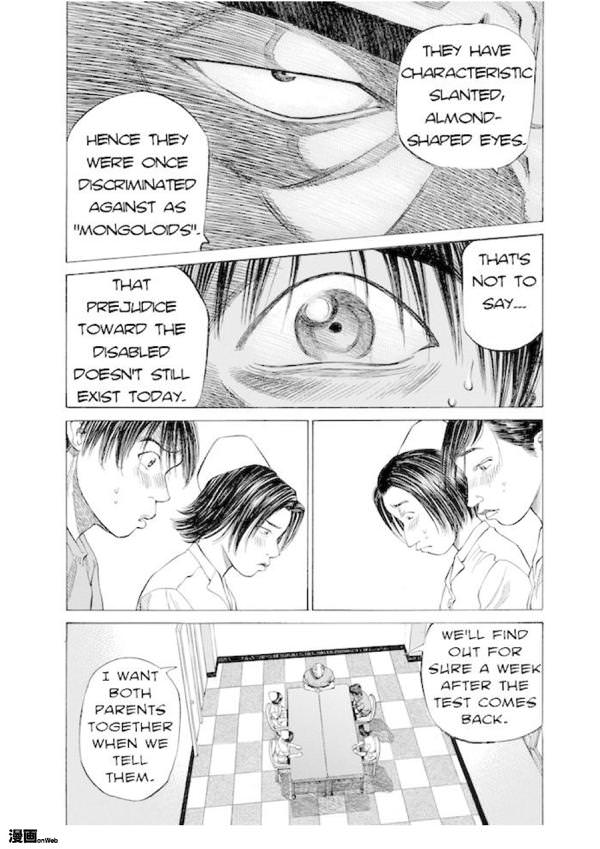 THEY HAVE
CHARACTERISTIC
SLANTED,
ALMOND-
SHAPED EYES.
HENCE THEY
WERE ONCE
DISCRIMINATED
AGAINST AS
"MONGOLOIDS".
THAT'S
NOT TO
SAY...
THAT
PREJUDICE
TOWARD THE
DISABLED
DOESN'T STILL
EXIST TODAY.
WE'LL FIND
OUT FOR
SURE A WEEK
AFTER THE
TEST COMES
BACK.
I WANT
BOTH
PARENTS
TOGETHER
WHEN WE
TELL
THEM.
漫画onWeb